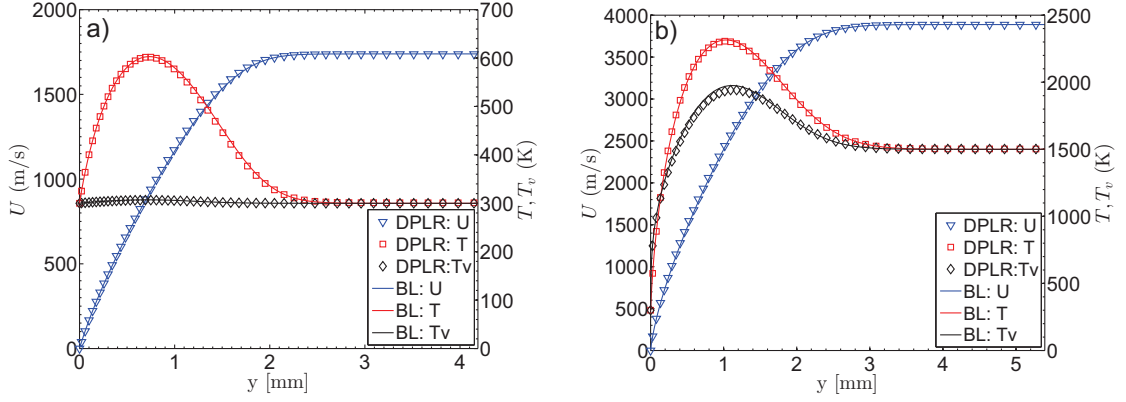 a)
U (m/s)
2000
1500
1000
500
0
700
600
500
400
300
200
100
0
T, Tv (K)
DPLR: U
DPLR: T
DPLR:Tv
BL: U
BL: T
BL: Tv
0 1 2 3 4
y [mm]
b)
U (m/s)
4000
3500
3000
2500
2000
1500
1000
500
0
2500
2000
1500
1000
500
0
T, Tv (K)
DPLR: U
DPLR: T
DPLR:Tv
BL: U
BL: T
BL: Tv
0 1 2 3 4 5
y [mm]